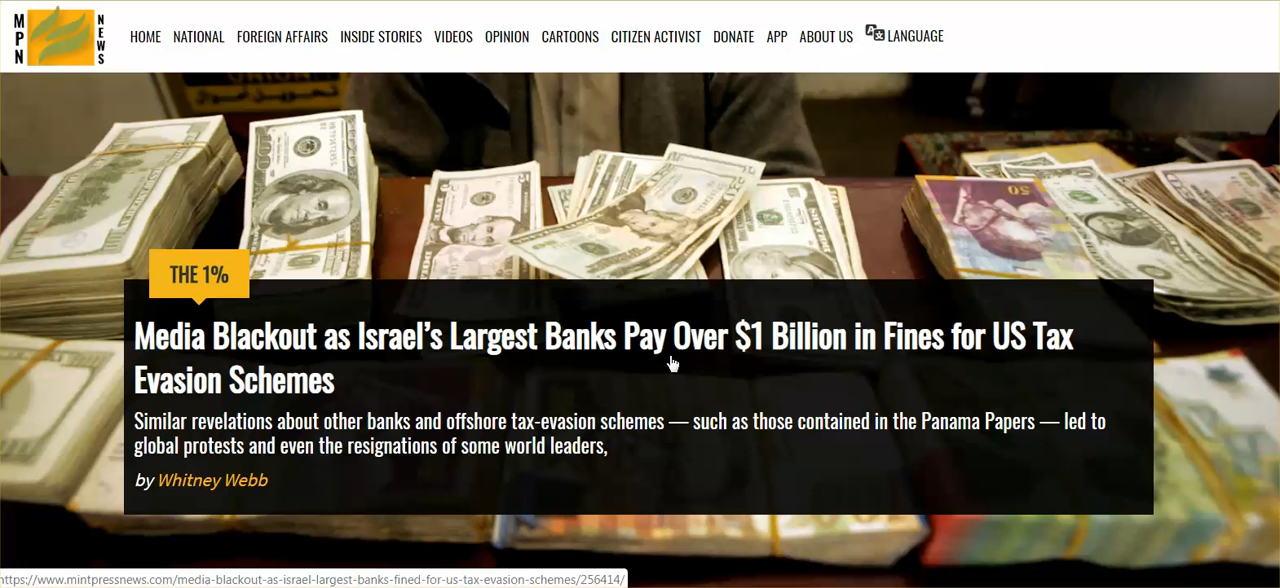 MPN NEWS
HOME NATIONAL FOREIGN AFFAIRS INSIDE STORIES VIDEOS OPINION CARTOONS CITIZEN ACTIVIST DONATE APP ABOUT US LANGUAGE
THE 1%
Media Blackout as Israel’s Largest Banks Pay Over $1 Billion in Fines for US Tax
Evasion Schemes
Similar revelations about other banks and offshore tax-evasion schemes — such as those contained in the Panama Papers — led to
global protests and even the resignations of some world leaders,
by Whitney Webb
https://www.mintpressnews.com/media-blackout-as-israel-largest-banks-fined-for-us-tax-evasion-schemes/256414/